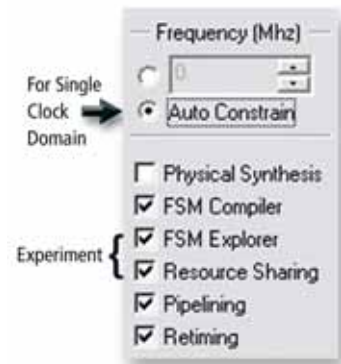 Frequency (Mhz)
0
For Single
Clock
Domain
Auto Constrain
Physical Synthesis
FSM Compiler
Experiment
FSM Explorer
Resource Sharing
Pipelining
Retiming